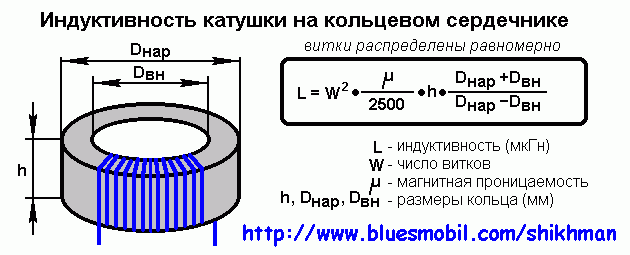 Индуктивность катушки на кольцевом сердечнике
витки распределены равномерно
Dнар
Dвн
h
L = W²•μ/2500•h•Dнар +Dвн/Dнар −Dвн
L - индуктивность (мкГн)
W - число витков
μ - магнитная проницаемость
h, Dнар, Dвн - размеры кольца (мм)
http://www.bluesmobil.com/shikhman